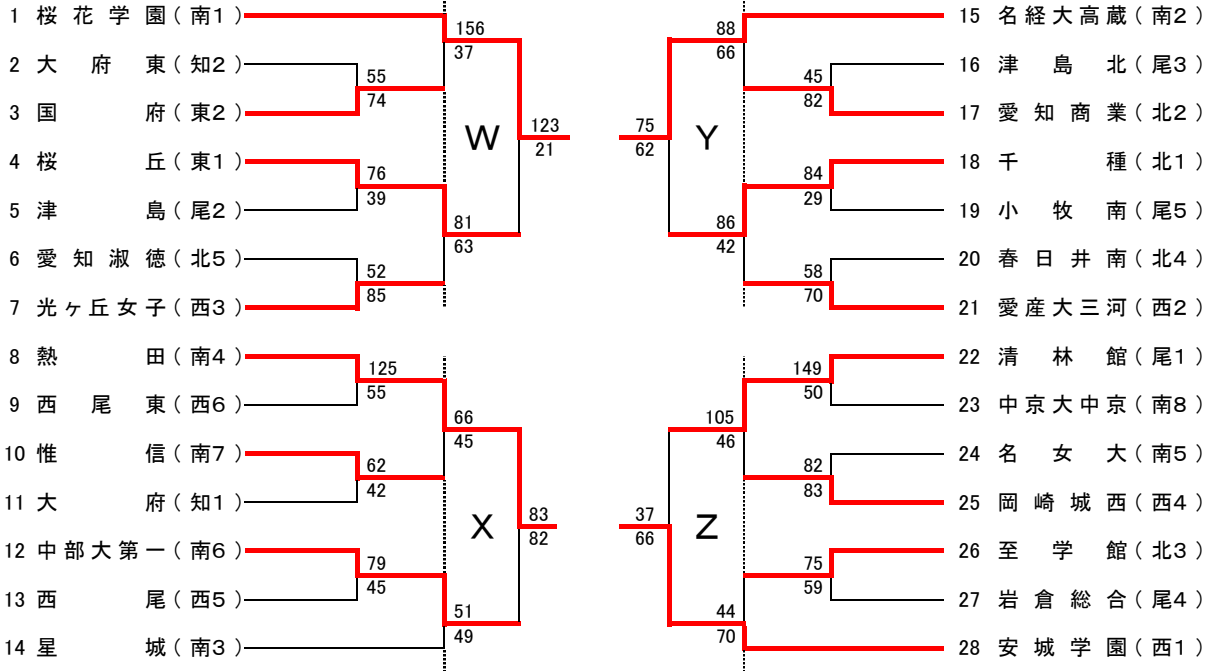 1 桜花学園(南1)
2 大府東(知2)
3 国府(東2)
4 桜丘(東1)
5 津島(尾2)
6 愛知淑徳(北5)
7 光ヶ丘女子(西3)
156
37
55
74
76
39
81
63
52
85
W
123
21
8 熱田(南4)
9 西尾東(西6)
10 惟信(南7)
11 大府(知1)
12 中部大第一(南6)
13 西尾(西5)
14 星城(南3)
125
55
66
45
62
42
79
45
51
49
X
83
82
15 名経大高蔵(南2)
16 津島北(尾3)
17 愛知商業(北2)
18 千種(北1)
19 小牧南(尾5)
20 春日井南(北4)
21 愛産大三河(西2)
88
66
45
82
84
29
86
42
58
70
Y
75
62
22 清林館(尾1)
23 中京大中京(南8)
24 名女大(南5)
25 岡崎城西(西4)
26 至学館(北3)
27 岩倉総合(尾4)
28 安城学園(西1)
149
50
105
46
82
83
75
59
44
70
Z
37
66